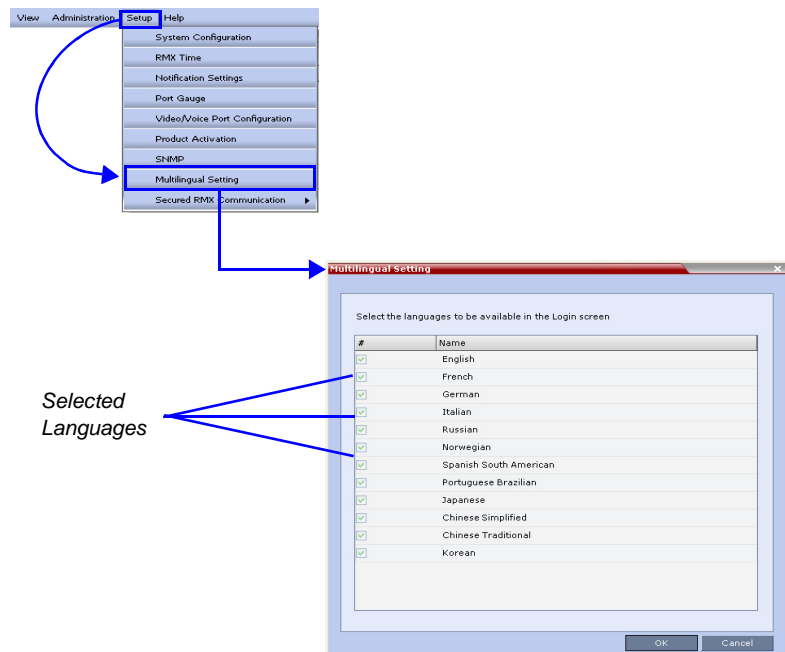 View Administration Setup Help
System Configuration
RMX Time
Notification Settings
Port Gauge
Video/Voice Port Configuration
Product Activation
SNMP
Multilingual Setting
Secured RMX Communication
Multilingual Setting
Select the languages to be available in the Login screen
# Name
English
French
German
Italian
Russian
Norwegian
Spanish South American
Portuguese Brazilian
Japanese
Chinese Simplified
Chinese Traditional
Korean
Selected
Languages
OK Cancel